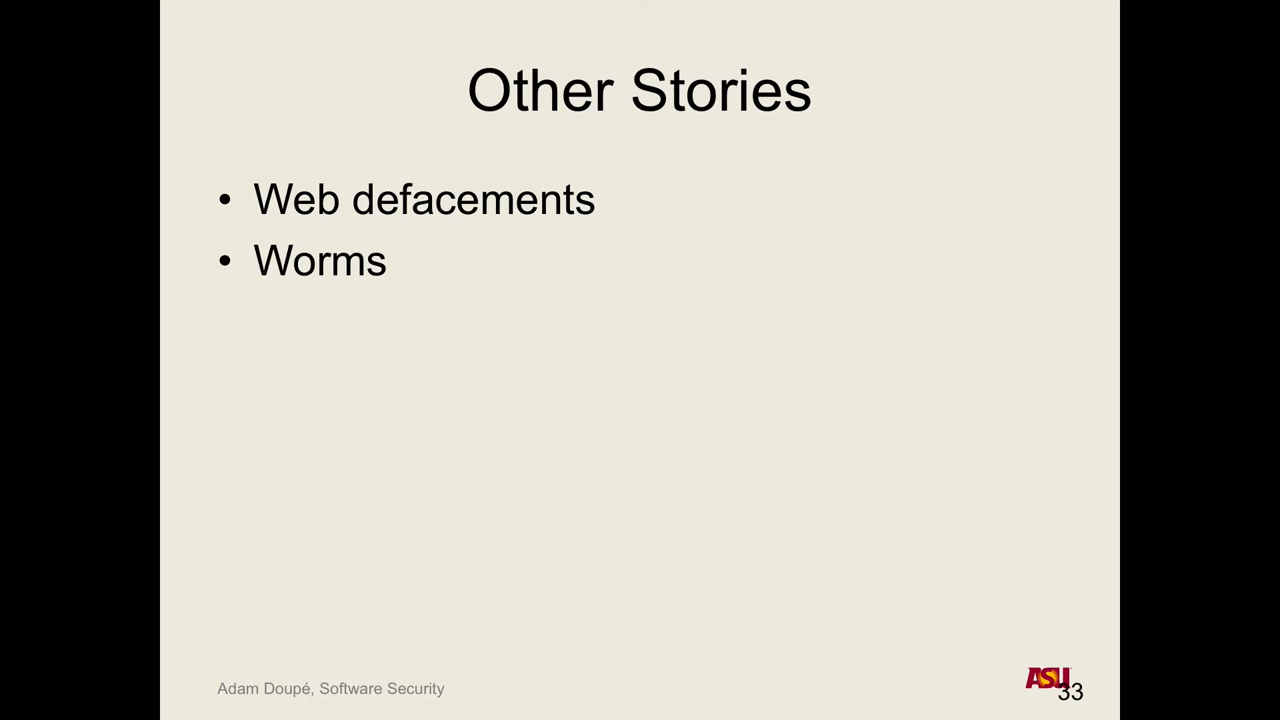 Other Stories
• Web defacements
• Worms
Adam Doupé, Software Security
ASU
33